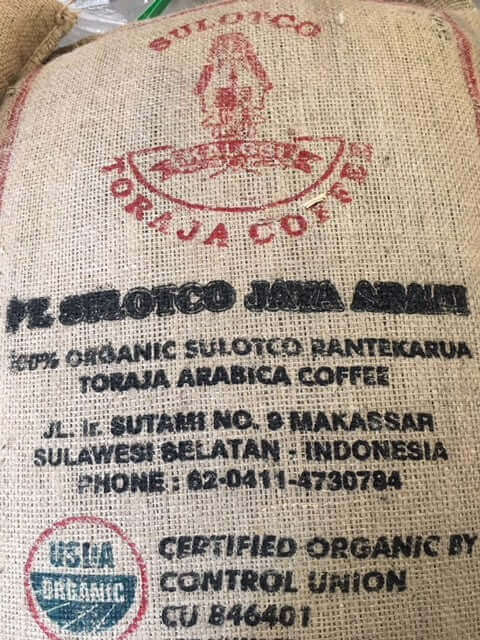 SULOTCO
TORAJA COFFEE
PT. SULOTCO JAYA ABADI
100% ORGANIC SULOTCO RANTEKARUA
TORAJA ARABICA COFFEE
JL. Ir. SUTAMI NO. 9 MAKASSAR
SULAWESI SELATAN - INDONESIA
PHONE : 62-0411-4730784
USDA
ORGANIC
CERTIFIED ORGANIC BY
CONTROL UNION
CU 846401